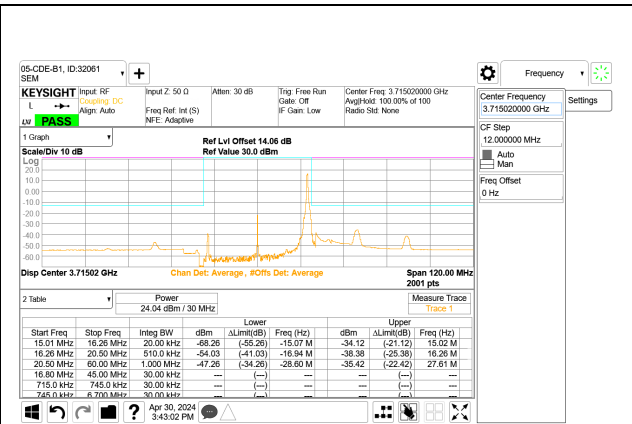 05-CDE-B1, ID:32061
SEM
Frequency
KEYSIGHT Input: RF Input Z: 50 Ω Atten: 30 dB Trig: Free Run Center Freq: 3.715020000 GHz
L Coupling: DC Gate: Off Avg|Hold: 100.00% of 100
Align: Auto Freq Ref: Int (S) IF Gain: Low Radio Std: None
LXI PASS NFE: Adaptive
Center Frequency
3.715020000 GHz
Settings
CF Step
12.000000 MHz
Auto
Man
Freq Offset
0 Hz
1 Graph
Ref Lvl Offset 14.06 dB
Scale/Div 10 dB Ref Value 30.0 dBm
Log
20.0
10.0
0.00
-10.0
-20.0
-30.0
-40.0
-50.0
-60.0
Disp Center 3.71502 GHz Chan Det: Average, #Offs Det: Average Span 120.00 MHz
2001 pts
2 Table Power Measure Trace
24.04 dBm / 30 MHz Trace 1
Lower Upper
Start Freq Stop Freq Integ BW dBm ΔLimit(dB) Freq (Hz) dBm ΔLimit(dB) Freq (Hz)
15.01 MHz 16.26 MHz 20.00 kHz -68.26 (-55.26) -15.07 M -34.12 (-21.12) 15.02 M
16.26 MHz 20.50 MHz 510.0 kHz -54.03 (-41.03) -16.94 M -38.38 (-25.38) 16.26 M
20.50 MHz 60.00 MHz 1.000 MHz -47.26 (-34.26) -28.60 M -35.42 (-22.42) 27.61 M
16.80 MHz 45.00 MHz 30.00 kHz --- (---) --- --- (---) ---
715.0 kHz 745.0 kHz 30.00 kHz --- (---) --- --- (---) ---
745.0 kHz 6.700 MHz 30.00 kHz --- (---) --- --- (---) ---
Apr 30, 2024
3:43:02 PM